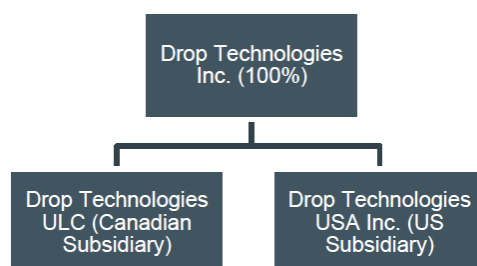 Drop Technologies
Inc. (100%)
Drop Technologies
ULC (Canadian
Subsidiary)
Drop Technologies
USA Inc. (US
Subsidiary)